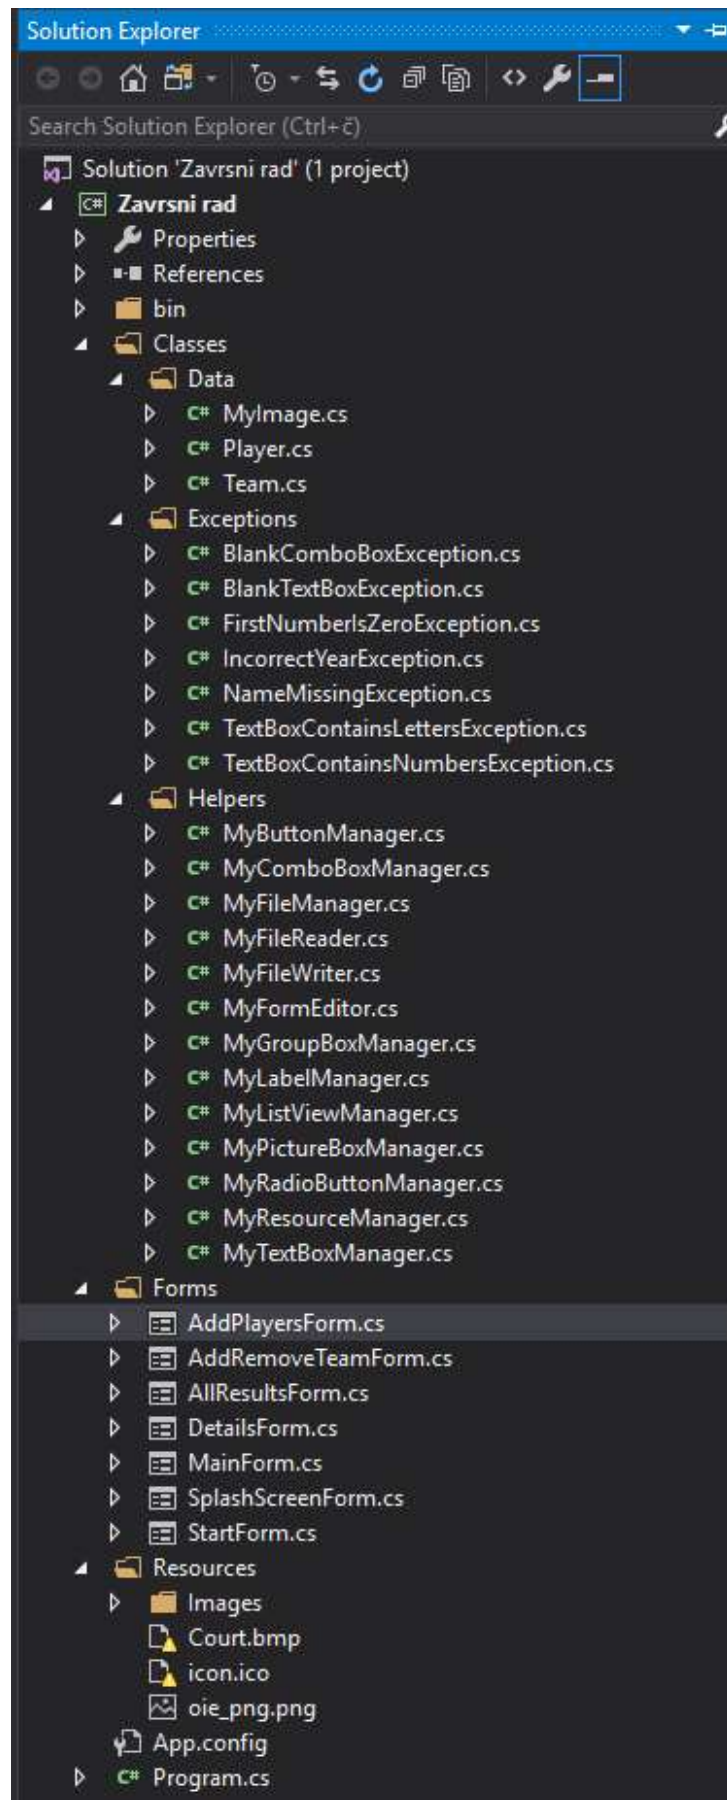 Solution Explorer
Search Solution Explorer (Ctrl+č)
Solution 'Zavrsni rad' (1 project)
C# Zavrsni rad
Properties
References
bin
Classes
Data
C# MyImage.cs
C# Player.cs
C# Team.cs
Exceptions
C# BlankComboBoxException.cs
C# BlankTextBoxException.cs
C# FirstNumberIsZeroException.cs
C# IncorrectYearException.cs
C# NameMissingException.cs
C# TextBoxContainsLettersException.cs
C# TextBoxContainsNumbersException.cs
Helpers
C# MyButtonManager.cs
C# MyComboBoxManager.cs
C# MyFileManager.cs
C# MyFileReader.cs
C# MyFileWriter.cs
C# MyFormEditor.cs
C# MyGroupBoxManager.cs
C# MyLabelManager.cs
C# MyListViewManager.cs
C# MyPictureBoxManager.cs
C# MyRadioButtonManager.cs
C# MyResourceManager.cs
C# MyTextBoxManager.cs
Forms
AddPlayersForm.cs
AddRemoveTeamForm.cs
AllResultsForm.cs
DetailsForm.cs
MainForm.cs
SplashScreenForm.cs
StartForm.cs
Resources
Images
Court.bmp
icon.ico
oie_png.png
App.config
C# Program.cs